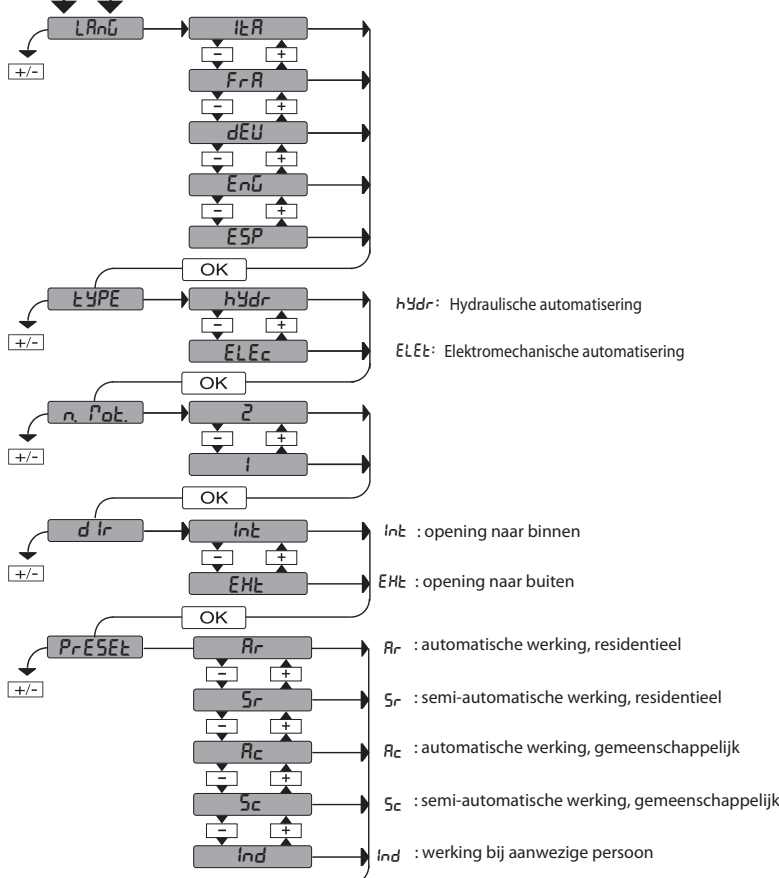 LAnG ItA
- +
+/-
FrA
- +
dEU
- +
EnG
- +
ESP
OK
tYPE hYdr hYdr: Hydraulische automatisering
- +
+/-
ELEc ELEt: Elektromechanische automatisering
OK
n. Mot. 2
- +
+/-
1
OK
dIr Int Int : opening naar binnen
- +
+/-
EHt EHt : opening naar buiten
OK
PrESEt Ar Ar : automatische werking, residentieel
- +
+/-
Sr Sr : semi-automatische werking, residentieel
- +
Ac Ac : automatische werking, gemeenschappelijk
- +
Sc Sc : semi-automatische werking, gemeenschappelijk
- +
Ind Ind : werking bij aanwezige persoon